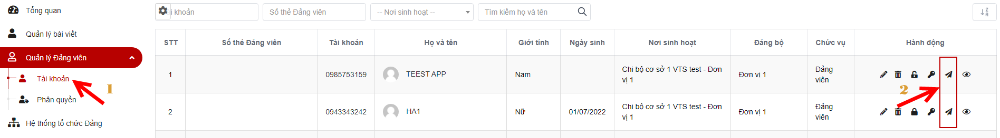 Tổng quan
Quản lý bài viết
Quản lý Đảng viên
Tài khoản
1
Phân quyền
Hệ thống tổ chức Đảng
i khoản
Số thẻ Đảng viên
-- Nơi sinh hoạt --
Tìm kiếm họ và tên
Z
A
STT Số thẻ Đảng viên Tài khoản Họ và tên Giới tính Ngày sinh Nơi sinh hoạt Đảng bộ Chức vụ Hành động
1 0985753159 TEEST APP Nam Chi bộ cơ sở 1 VTS test - Đơn vị 1 Đơn vị 1 Đảng viên
2
2 0943343242 HA1 Nữ 01/07/2022 Chi bộ cơ sở 1 VTS test - Đơn vị 1 Đơn vị 1 Đảng viên